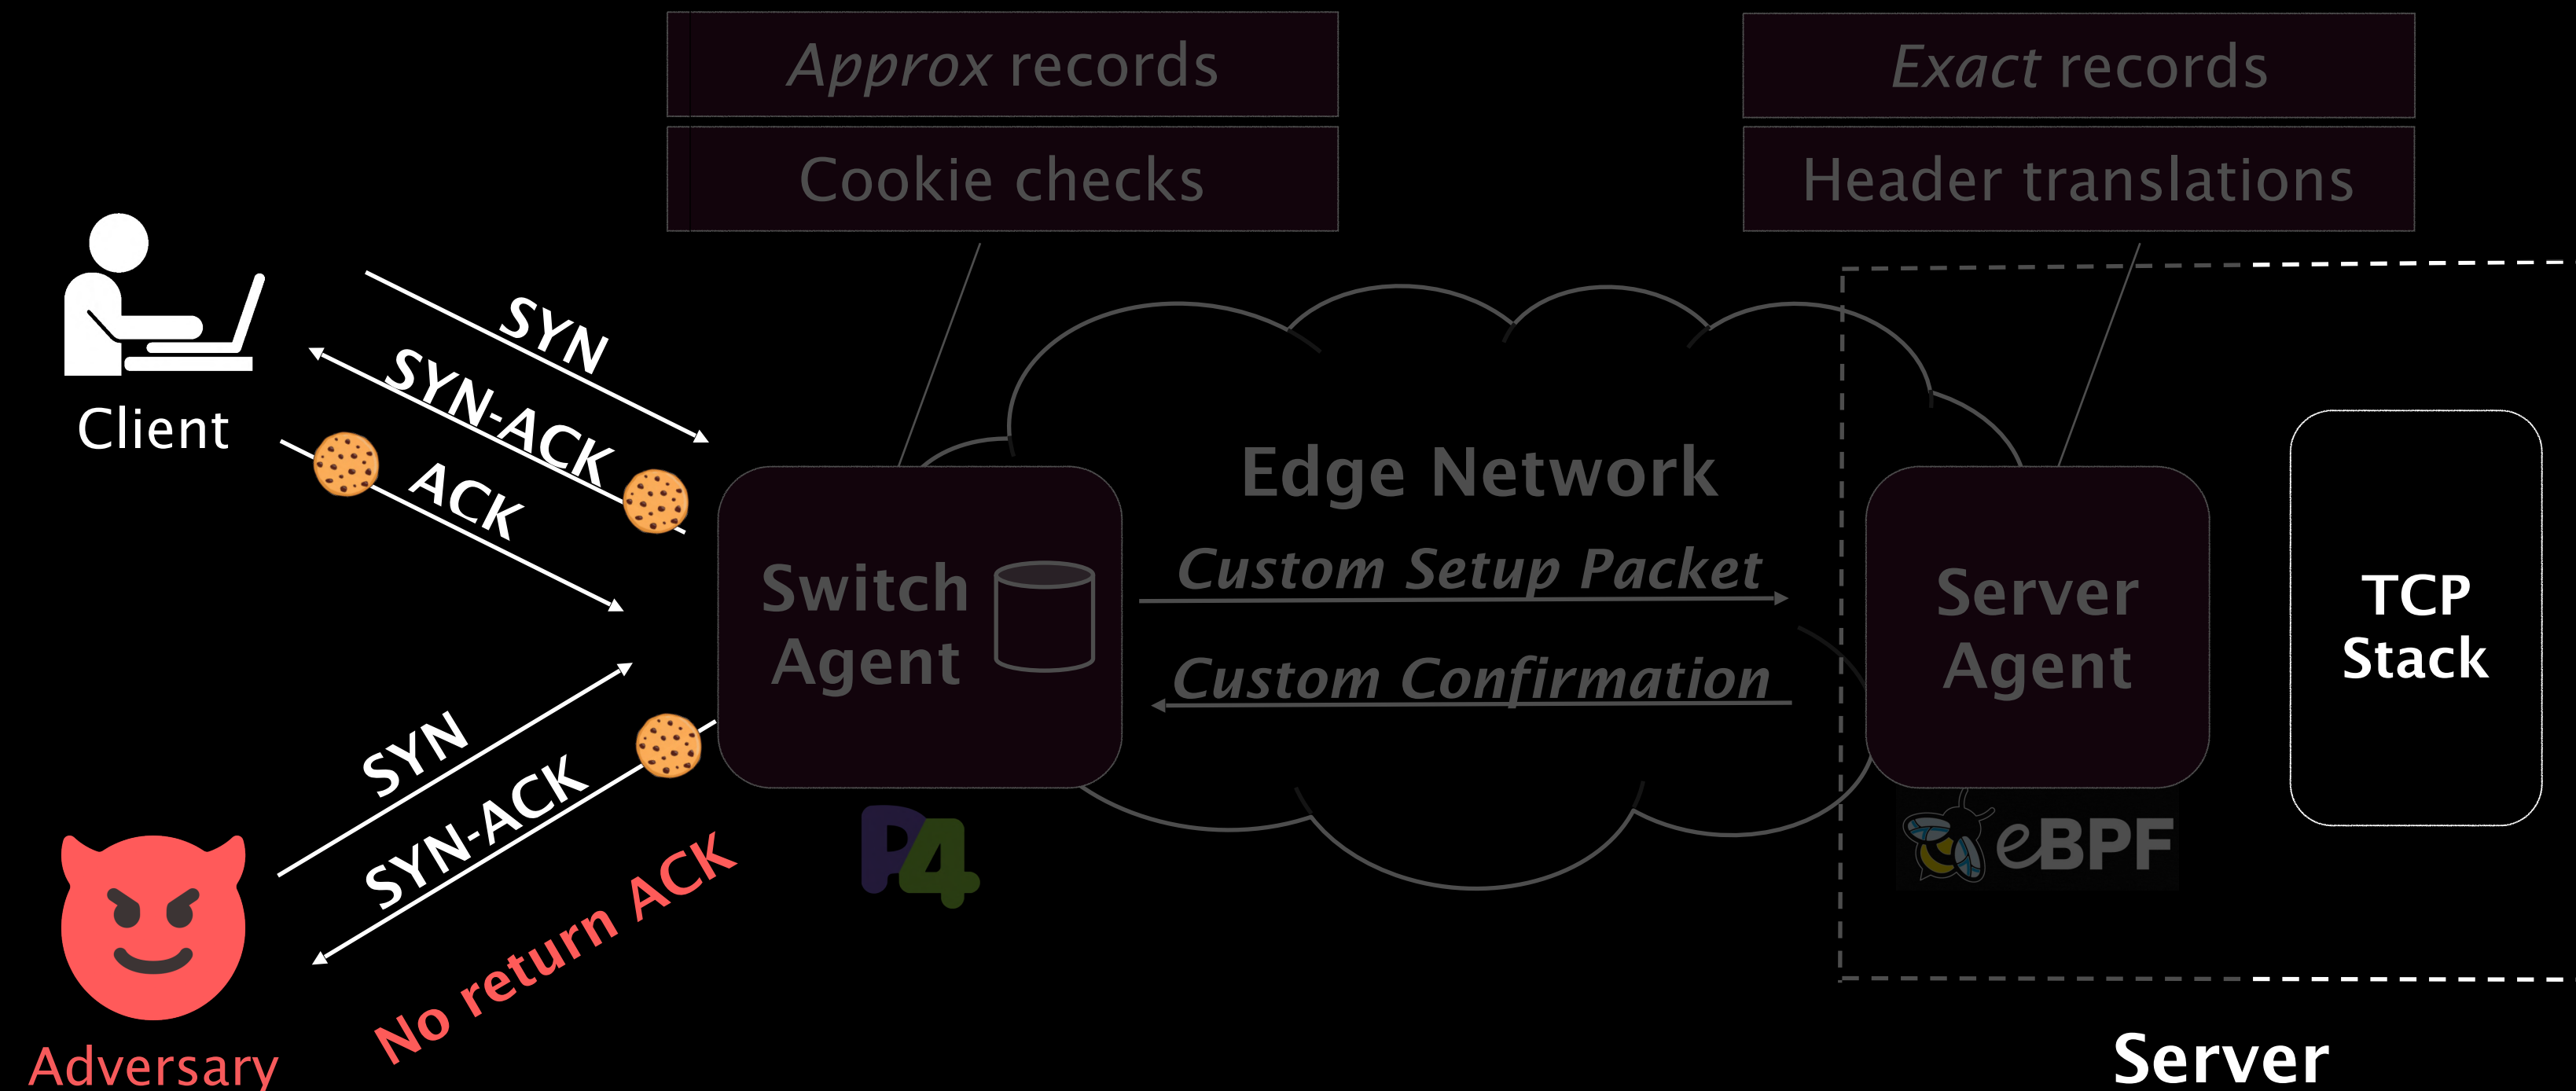 Approx records
Cookie checks
Exact records
Header translations
Client
SYN
SYN-ACK
ACK
Switch
Agent
Edge Network
Custom Setup Packet
Custom Confirmation
Server
Agent
TCP
Stack
SYN
SYN-ACK
No return ACK
Adversary
P4
eBPF
Server